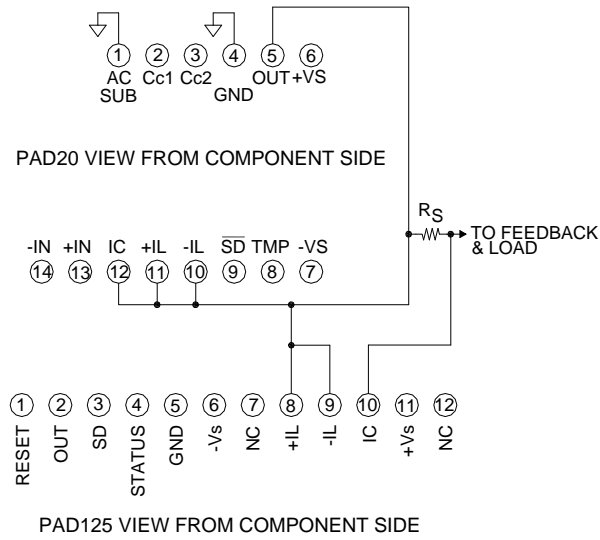 1 2 3 4 5 6
AC SUB Cc1 Cc2 GND OUT +VS
PAD20 VIEW FROM COMPONENT SIDE
RS
TO FEEDBACK
& LOAD
-IN +IN IC +IL -IL SD TMP -VS
14 13 12 11 10 9 8 7
1 2 3 4 5 6 7 8 9 10 11 12
RESET OUT SD STATUS GND -Vs NC +IL -IL IC +Vs NC
PAD125 VIEW FROM COMPONENT SIDE